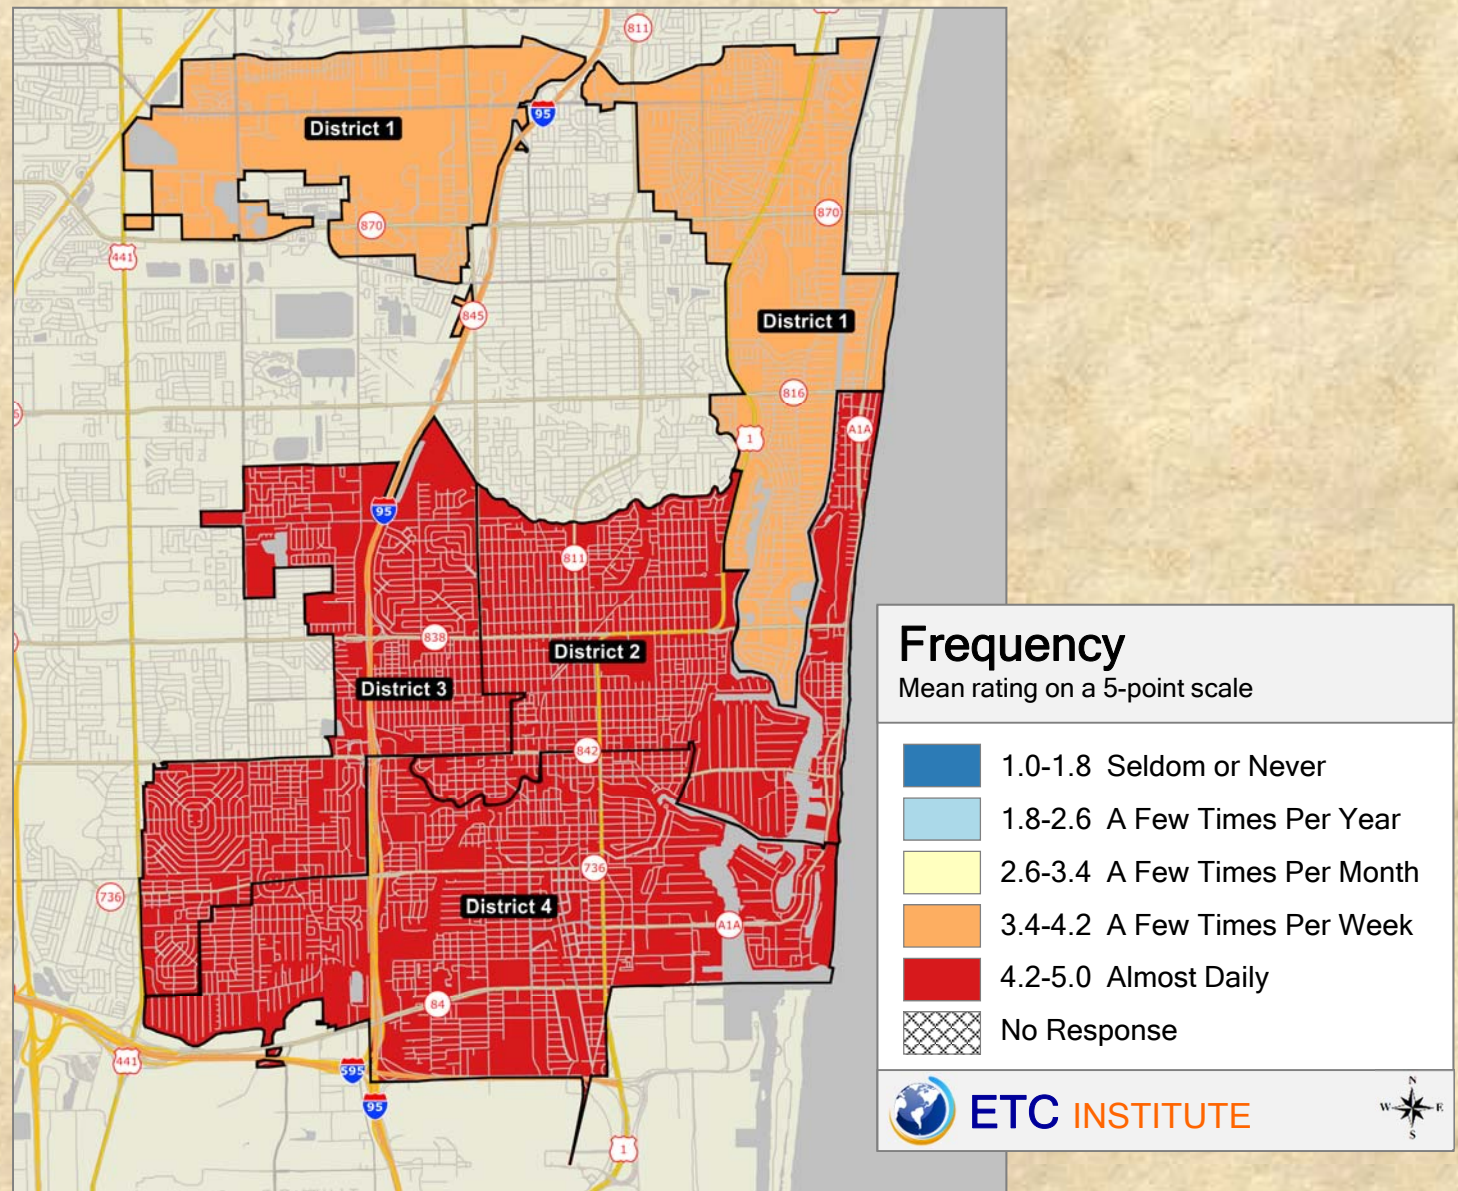 811
95
District 1
870
870
441
845
District 1
816
1
A1A
95
811
838
District 2
District 3
842
736
736
District 4
A1A
84
441
595
95
1
Frequency
Mean rating on a 5-point scale
1.0-1.8 Seldom or Never
1.8-2.6 A Few Times Per Year
2.6-3.4 A Few Times Per Month
3.4-4.2 A Few Times Per Week
4.2-5.0 Almost Daily
No Response
ETC INSTITUTE
N
W E
S